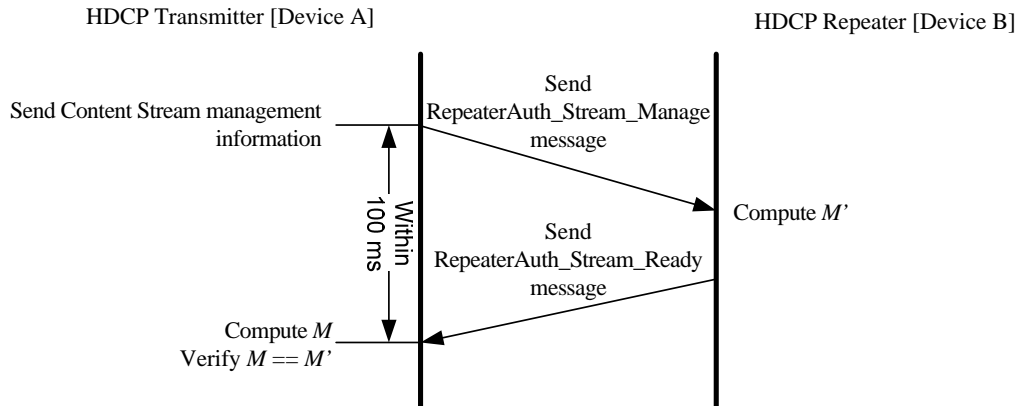 HDCP Transmitter [Device A]
HDCP Repeater [Device B]
Send Content Stream management
information
Send
RepeaterAuth_Stream_Manage
message
Within
100 ms
Compute M’
Send
RepeaterAuth_Stream_Ready
message
Compute M
Verify M == M’